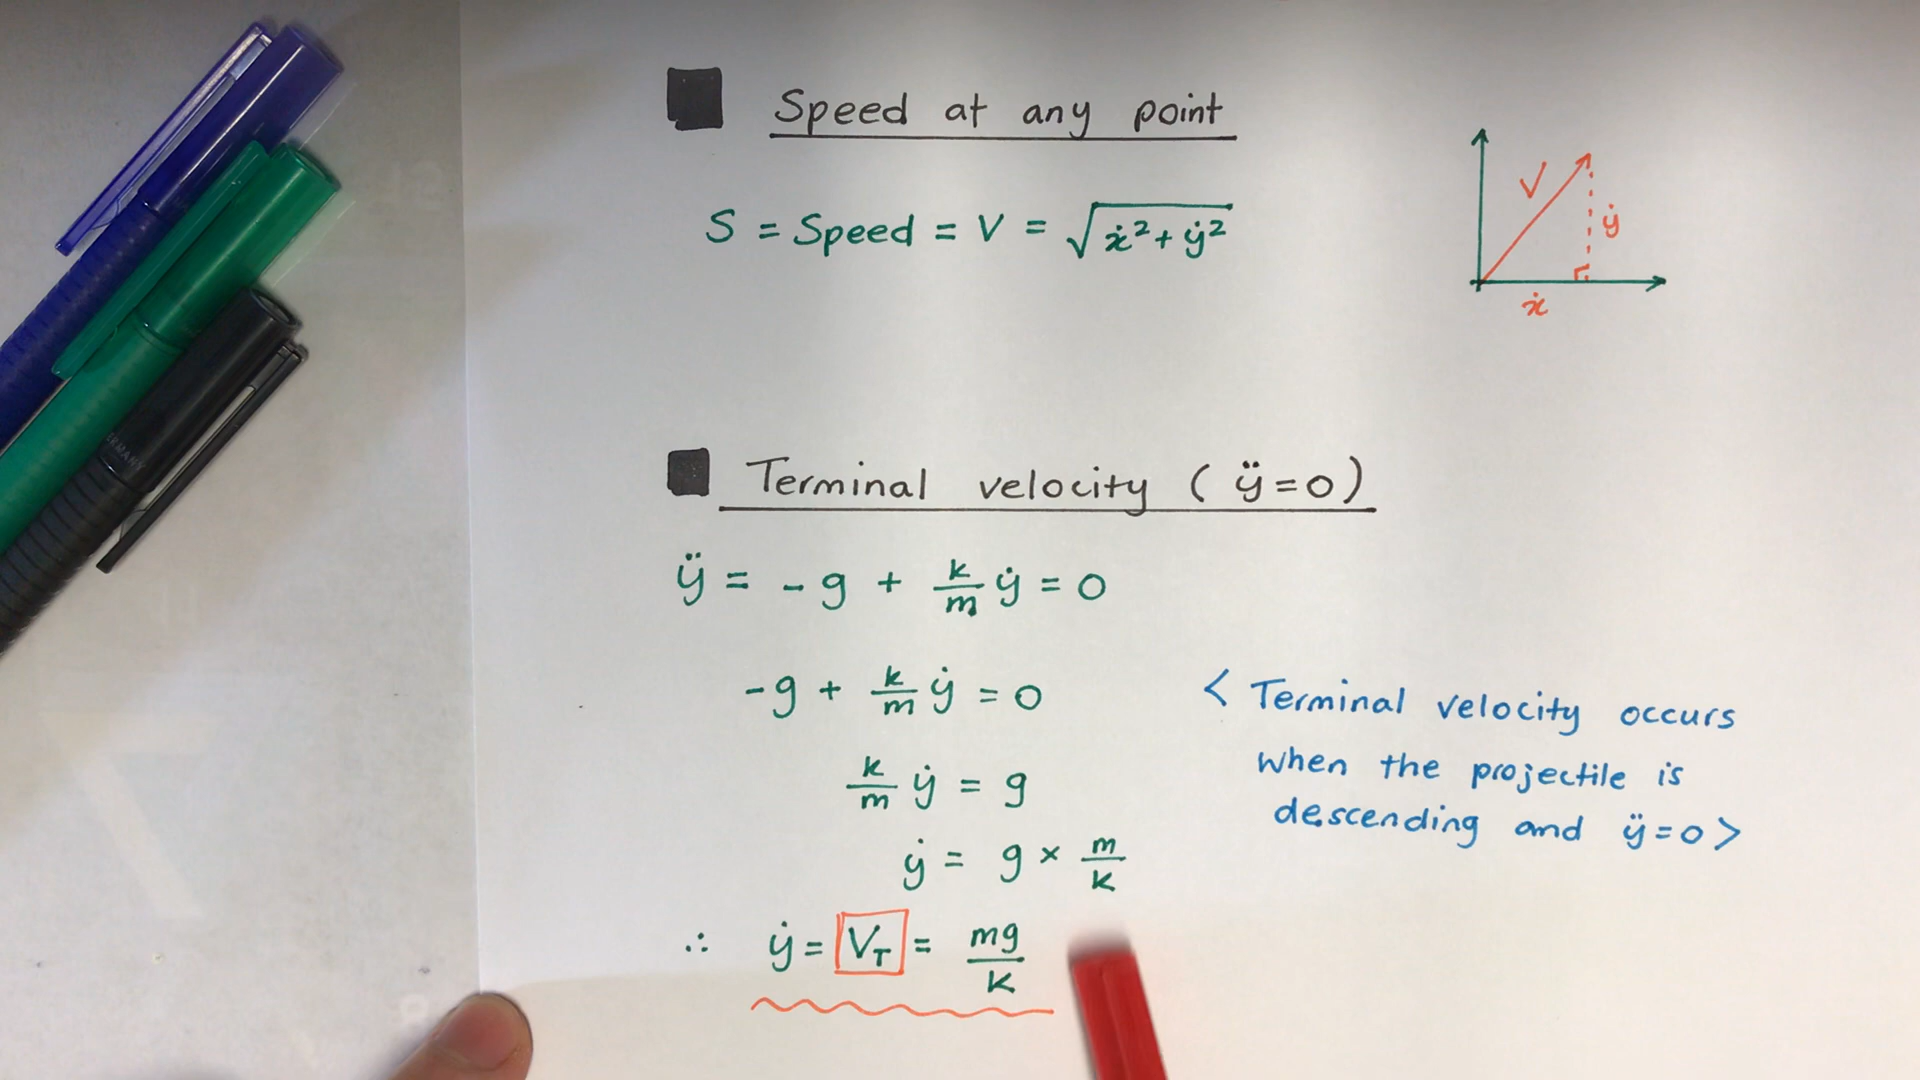 Speed at any point
S = Speed = V = √(ẋ² + ẏ²)
V
ẏ
ẋ
Terminal velocity ( ÿ = 0 )
ÿ = - g + k/m ẏ = 0
- g + k/m ẏ = 0
k/m ẏ = g
ẏ = g × m/k
∴ ẏ = V_T = mg/k
< Terminal velocity occurs
when the projectile is
descending and ÿ = 0 >
GERMANY